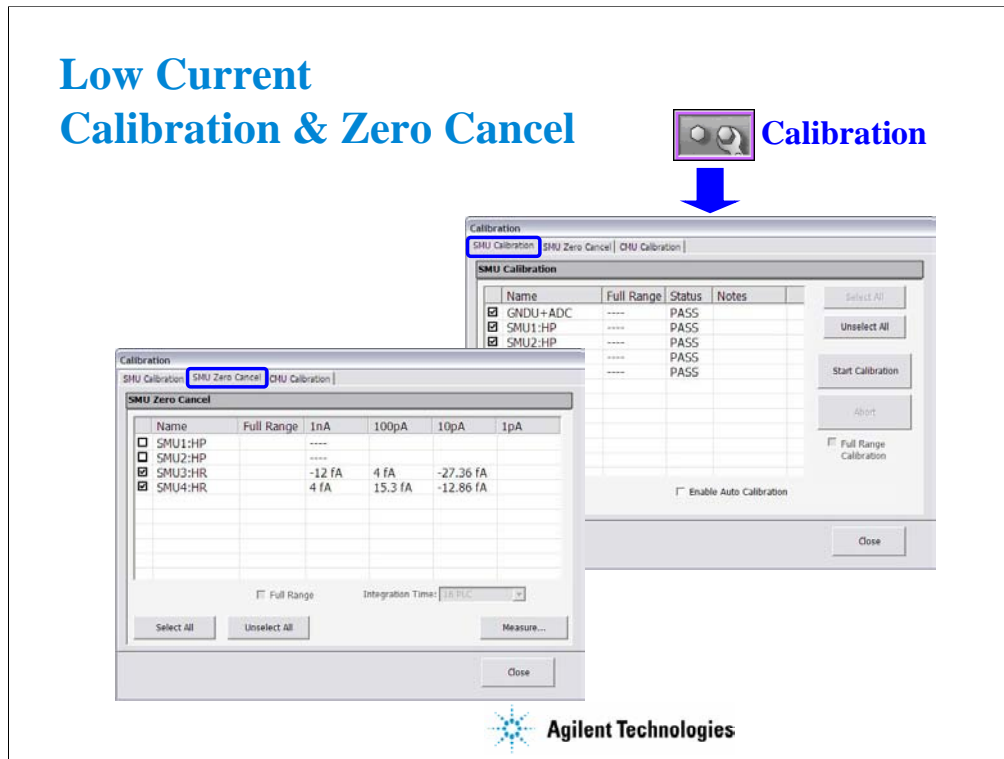 Low Current
Calibration & Zero Cancel
Calibration
Calibration
SMU Calibration SMU Zero Cancel CMU Calibration
SMU Calibration
Name Full Range Status Notes
GNDU+ADC ---- PASS
SMU1:HP ---- PASS
SMU2:HP ---- PASS
---- PASS
---- PASS
Select All
Unselect All
Start Calibration
Abort
Full Range
Calibration
Enable Auto Calibration
Close
Calibration
SMU Calibration SMU Zero Cancel CMU Calibration
SMU Zero Cancel
Name Full Range 1nA 100pA 10pA 1pA
SMU1:HP ----
SMU2:HP ----
SMU3:HR -12 fA 4 fA -27.36 fA
SMU4:HR 4 fA 15.3 fA -12.86 fA
Full Range Integration Time: 16 PLC
Select All Unselect All Measure...
Close
Agilent Technologies